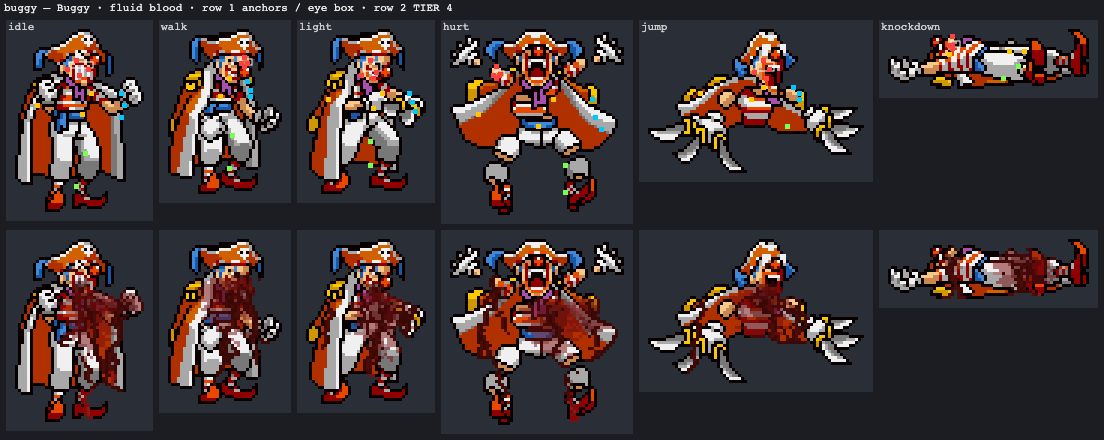 buggy — Buggy · fluid blood · row 1 anchors / eye box · row 2 TIER 4
idle walk light hurt jump knockdown